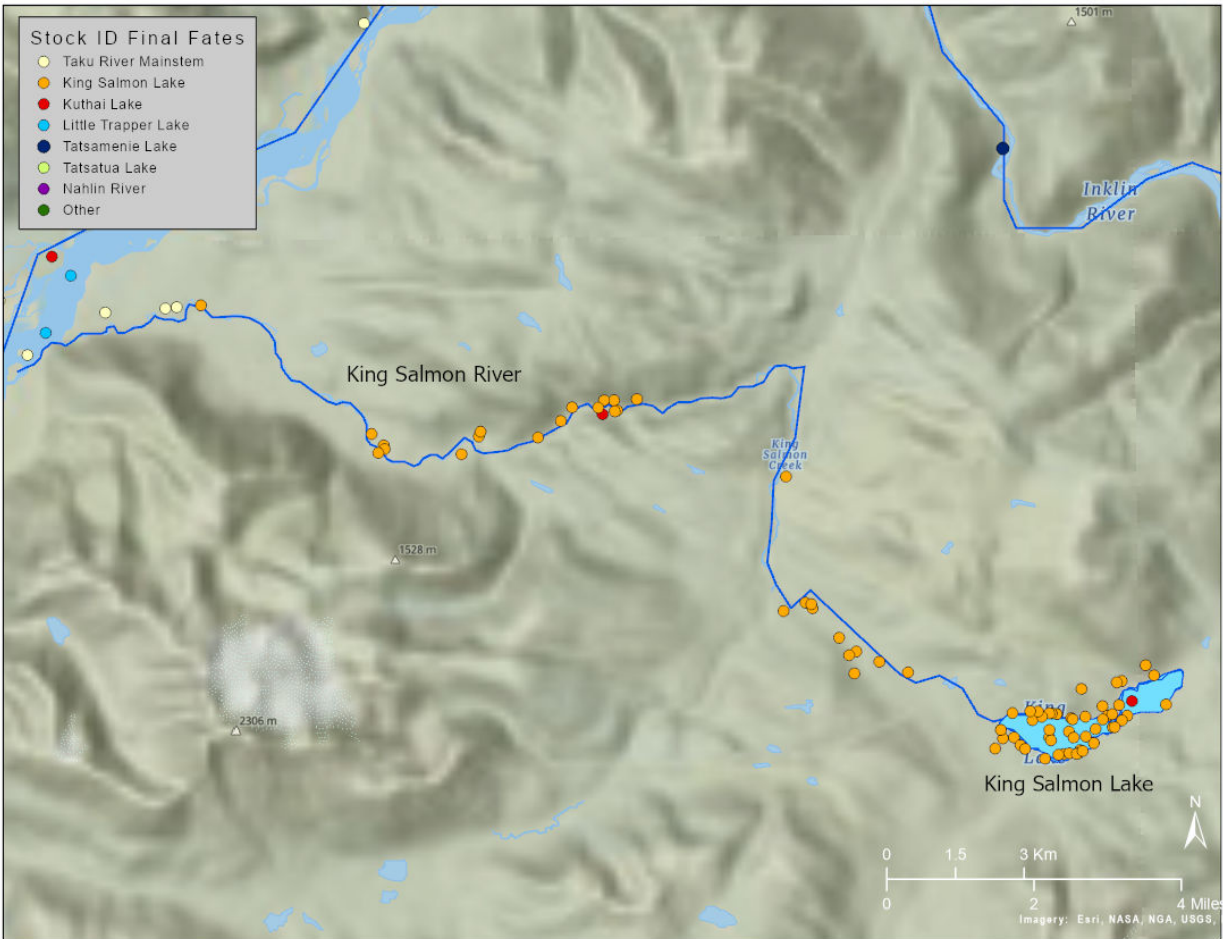 1501 m
Stock ID Final Fates
Taku River Mainstem
King Salmon Lake
Kuthai Lake
Little Trapper Lake
Tatsamenie Lake
Tatsatua Lake
Nahlin River
Other
Inklin
River
King Salmon River
King
Salmon
Creek
1528 m
2306 m
King
King Salmon Lake
N
0 1.5 3 Km
0 2 4 Miles
Imagery: Esri, NASA, NGA, USGS,